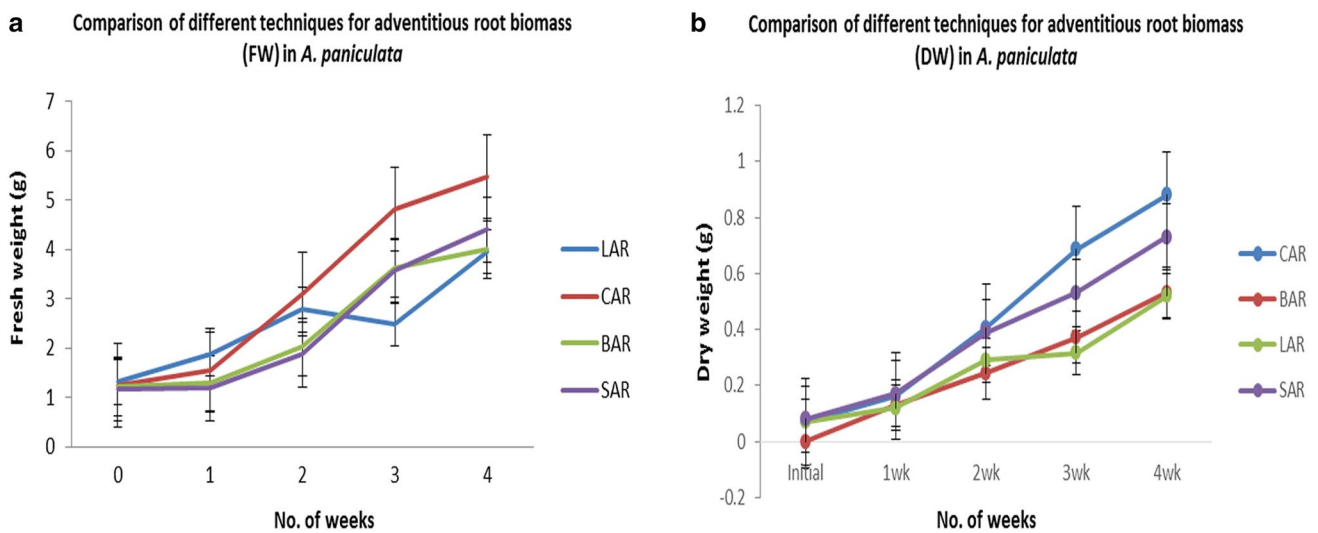 a
Comparison of different techniques for adventitious root biomass
(FW) in A. paniculata
Fresh weight (g)
7
6
5
4
3
2
1
0
0 1 2 3 4
No. of weeks
LAR
CAR
BAR
SAR
b
Comparison of different techniques for adventitious root biomass
(DW) in A. paniculata
Dry weight (g)
1.2
1
0.8
0.6
0.4
0.2
0
-0.2
Initial 1wk 2wk 3wk 4wk
No. of weeks
CAR
BAR
LAR
SAR